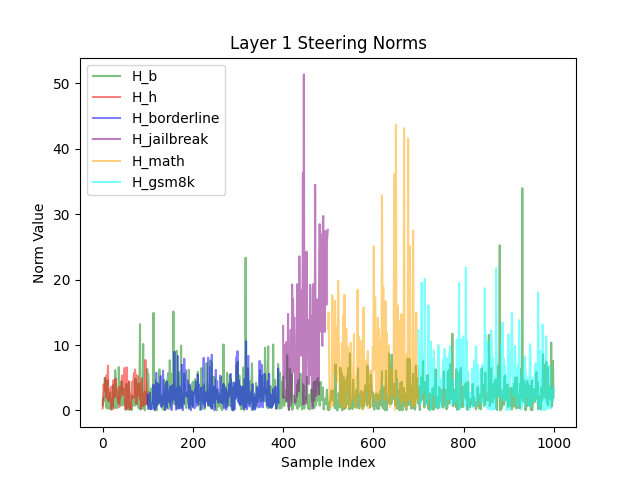 Layer 1 Steering Norms
H_b
H_h
H_borderline
H_jailbreak
H_math
H_gsm8k
Norm Value
50
40
30
20
10
0
0 200 400 600 800 1000
Sample Index